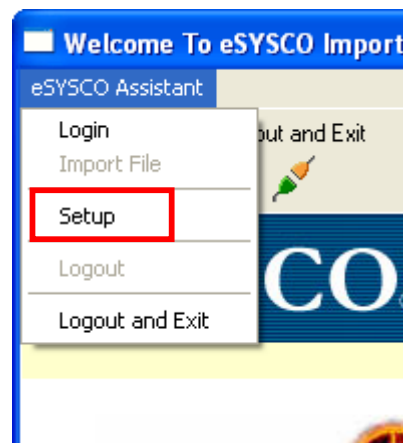 Welcome To eSYSCO Import
eSYSCO Assistant
Login
out and Exit
Import File
Setup
Logout
CO
Logout and Exit